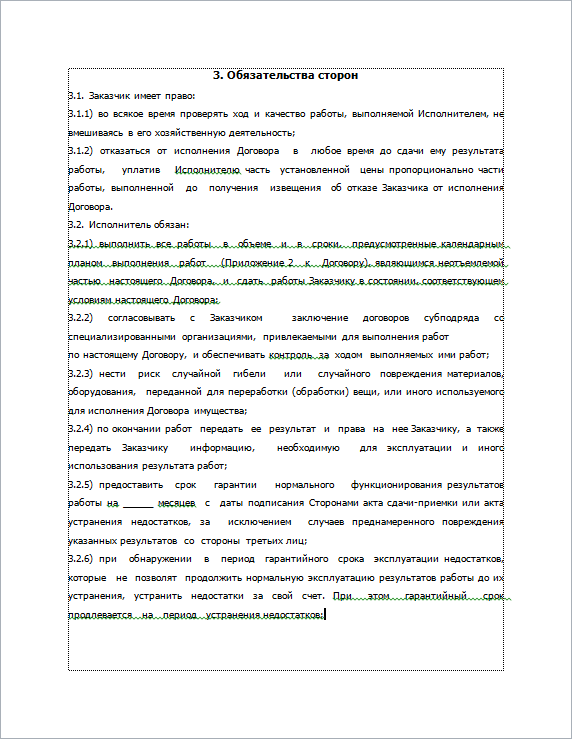 3. Обязательства сторон
3.1. Заказчик имеет право:
3.1.1) во всякое время проверять ход и качество работы, выполняемой Исполнителем, не
вмешиваясь в его хозяйственную деятельность;
3.1.2) отказаться от исполнения Договора в любое время до сдачи ему результата
работы, уплатив Исполнителю часть установленной цены пропорционально части
работы, выполненной до получения извещения об отказе Заказчика от исполнения
Договора.
3.2. Исполнитель обязан:
3.2.1) выполнить все работы в объеме и в сроки, предусмотренные календарным
планом выполнения работ (Приложение 2 к Договору), являющимся неотъемлемой
частью настоящего Договора, и сдать работы Заказчику в состоянии, соответствующем
условиям настоящего Договора;
3.2.2) согласовывать с Заказчиком заключение договоров субподряда со
специализированными организациями, привлекаемыми для выполнения работ
по настоящему Договору, и обеспечивать контроль за ходом выполняемых ими работ;
3.2.3) нести риск случайной гибели или случайного повреждения материалов,
оборудования, переданной для переработки (обработки) вещи, или иного используемого
для исполнения Договора имущества;
3.2.4) по окончании работ передать ее результат и права на нее Заказчику, а также
передать Заказчику информацию, необходимую для эксплуатации и иного
использования результата работ;
3.2.5) предоставить срок гарантии нормального функционирования результатов
работы на ______ месяцев с даты подписания Сторонами акта сдачи-приемки или акта
устранения недостатков, за исключением случаев преднамеренного повреждения
указанных результатов со стороны третьих лиц;
3.2.6) при обнаружении в период гарантийного срока эксплуатации недостатков,
которые не позволят продолжить нормальную эксплуатацию результатов работы до их
устранения, устранить недостатки за свой счет. При этом гарантийный срок
продлевается на период устранения недостатков;